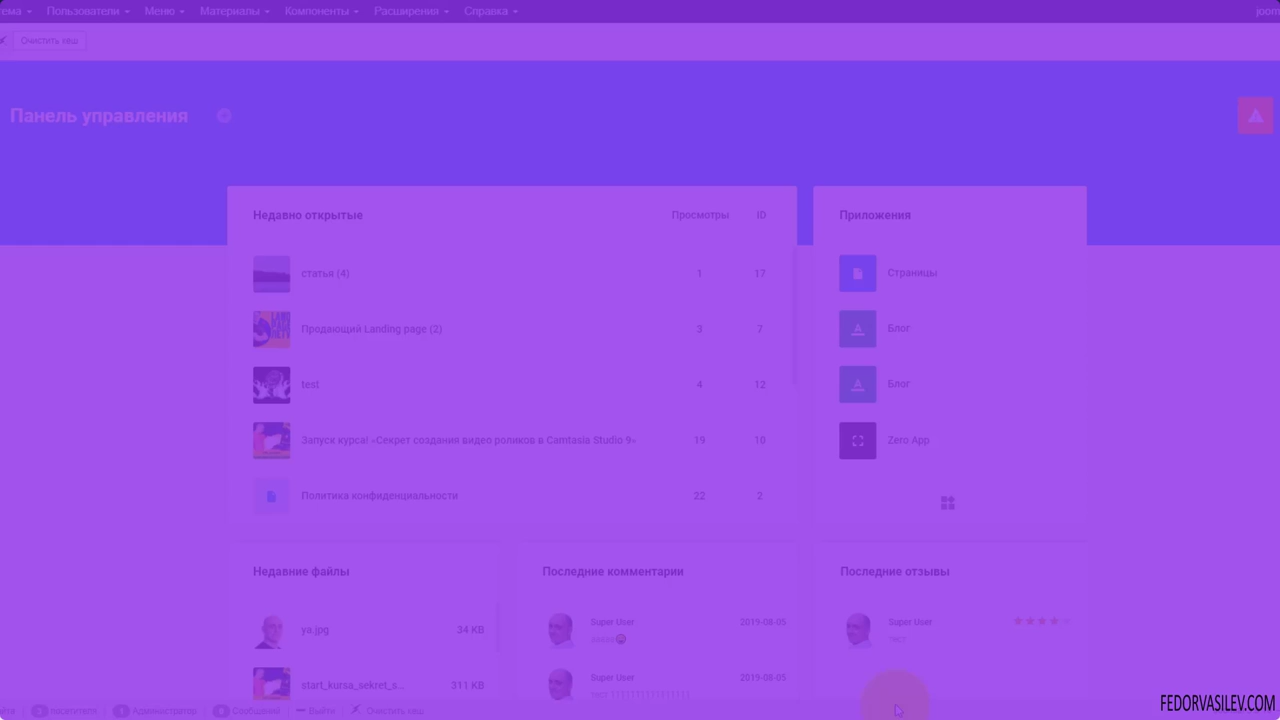 Пользователи Меню Материалы Компоненты Расширения Справка
Очистить кеш
Панель управления
Недавно открытые Просмотры ID
статья (4) 1 17
Продающий Landing page (2) 3 7
test 4 12
Запуск курса! «Секрет создания видео роликов в Camtasia Studio 9» 19 10
Политика конфиденциальности 22 2
Приложения
Страницы
Блог
Блог
Zero App
Недавние файлы
ya.jpg 34 KB
start_kursa_sekret_s... 311 KB
Последние комментарии
Super User 2019-08-05
Super User 2019-08-05
Последние отзывы
Super User
тест
Администратор Сообщений Выйти Очистить кеш
FEDORVASILEV.COM